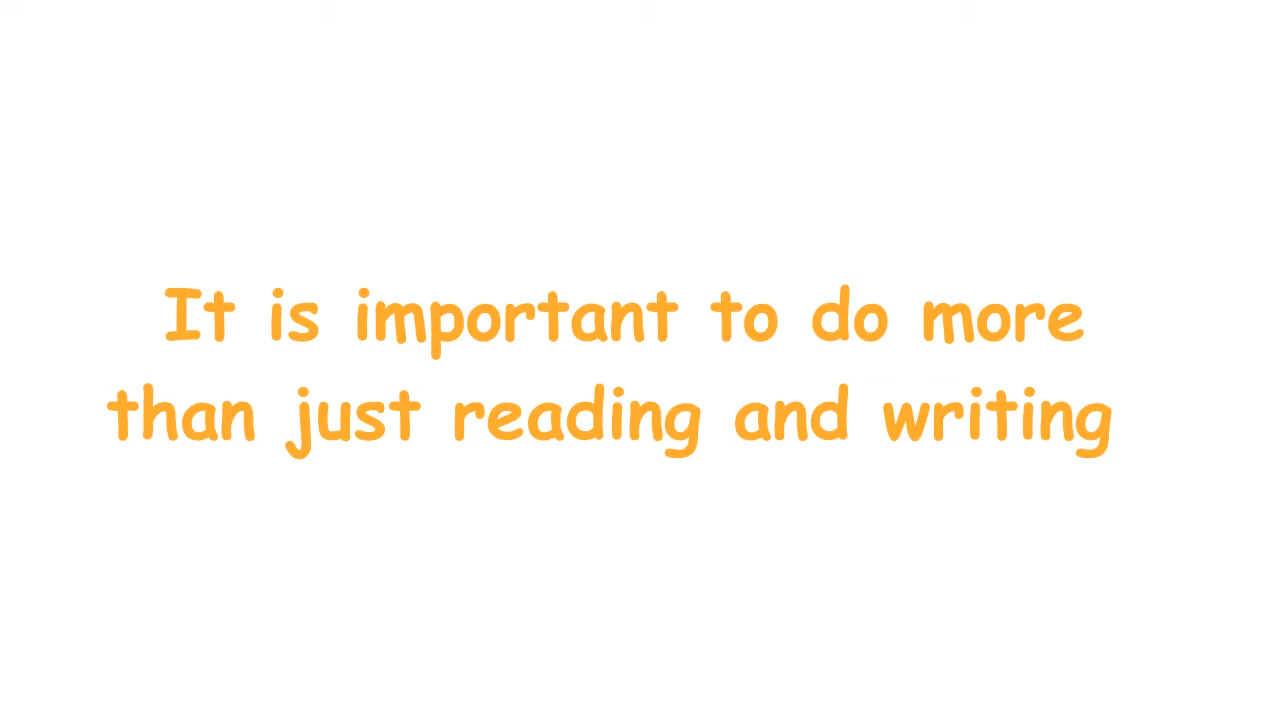 It is important to do more
than just reading and writing